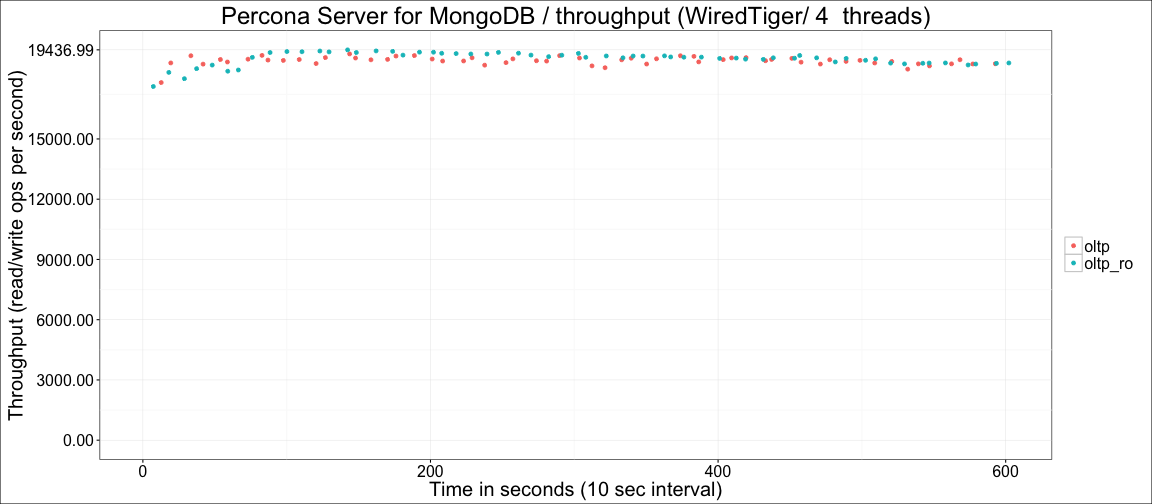 Percona Server for MongoDB / throughput (WiredTiger/ 4  threads)
Throughput (read/write ops per second)
19436.99
15000.00
12000.00
9000.00
6000.00
3000.00
0.00
0 200 400 600
Time in seconds (10 sec interval)
oltp
oltp_ro